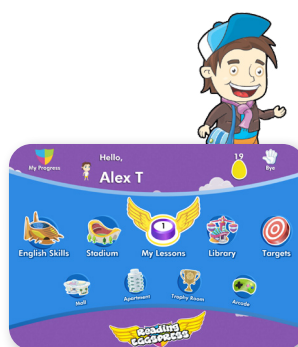 Hello,
19
My Progress
Alex T
Bye
1
English Skills
Stadium
My Lessons
Library
Targets
Mall
Apartment
Trophy Room
Arcade
Reading
EGGSPRESS